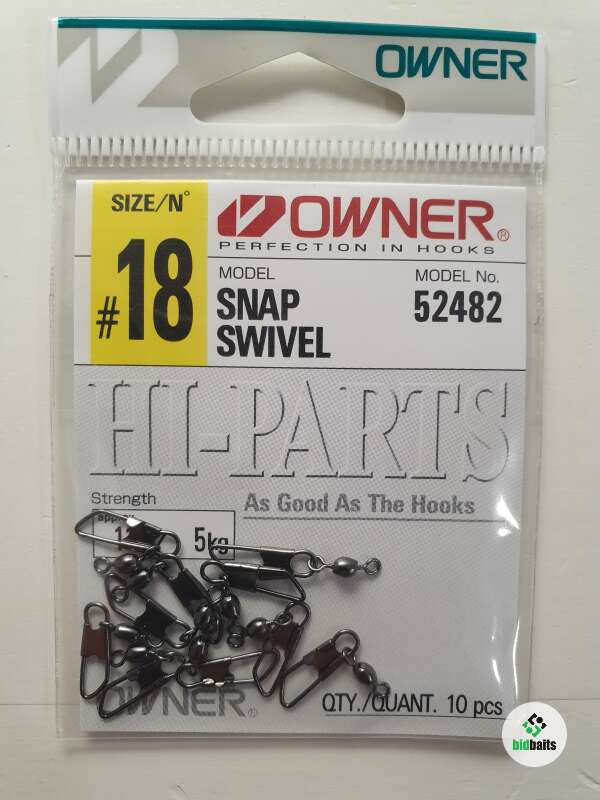 OWNER
SIZE/N°
#18
OWNER®
PERFECTION IN HOOKS
MODEL
SNAP
SWIVEL
MODEL No.
52482
HI-PARTS
Strength
As Good As The Hooks
approx.
5kg
OWNER®
QTY./QUANT. 10 pcs
bidbaits